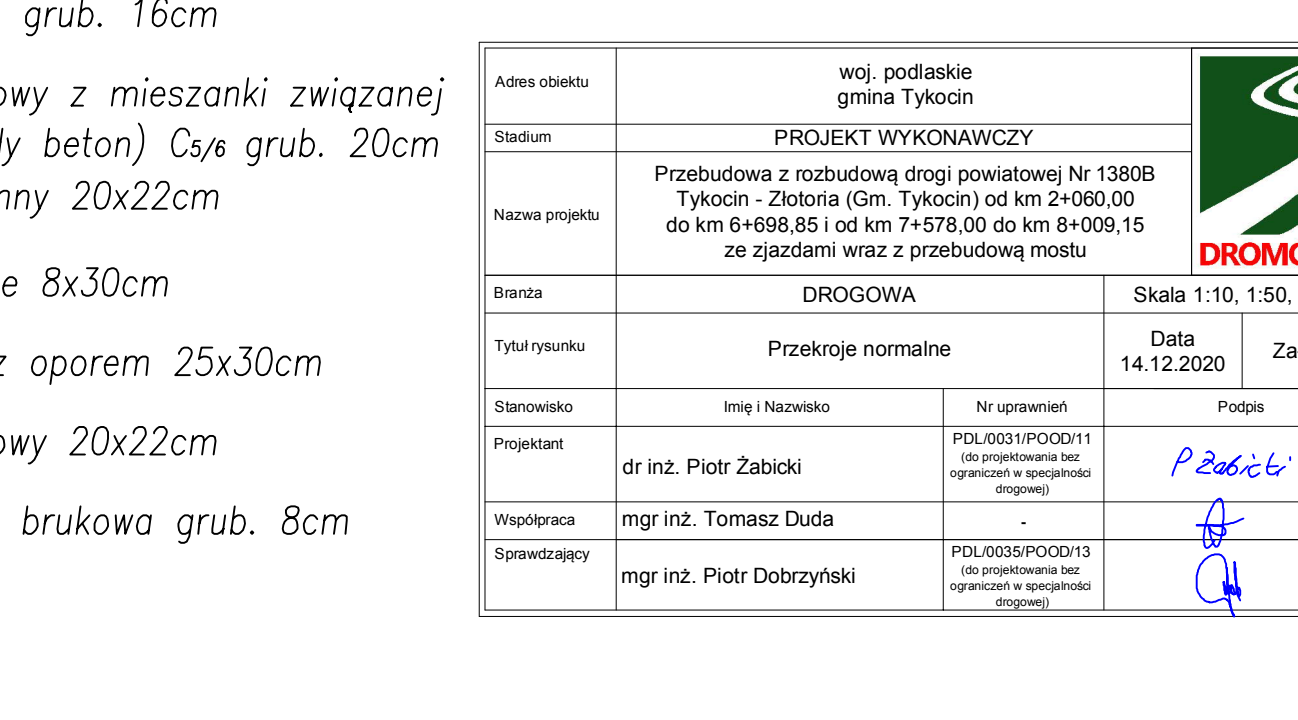 grub. 16cm
owy z mieszanki związanej
dy beton) C5/6 grub. 20cm
nny 20x22cm
e 8x30cm
z oporem 25x30cm
owy 20x22cm
brukowa grub. 8cm
Adres obiektu
woj. podlaskie
gmina Tykocin
Stadium
PROJEKT WYKONAWCZY
Nazwa projektu
Przebudowa z rozbudową drogi powiatowej Nr 1380B
Tykocin - Złotoria (Gm. Tykocin) od km 2+060,00
do km 6+698,85 i od km 7+578,00 do km 8+009,15
ze zjazdami wraz z przebudową mostu
DROMO
Branża
DROGOWA
Skala 1:10, 1:50,
Tytuł rysunku
Przekroje normalne
Data
14.12.2020
Za
Stanowisko Imię i Nazwisko Nr uprawnień Podpis
Projektant
dr inż. Piotr Żabicki
PDL/0031/POOD/11
(do projektowania bez
ograniczeń w specjalności
drogowej)
P Żabicki
Współpraca mgr inż. Tomasz Duda -
Sprawdzający
mgr inż. Piotr Dobrzyński
PDL/0035/POOD/13
(do projektowania bez
ograniczeń w specjalności
drogowej)